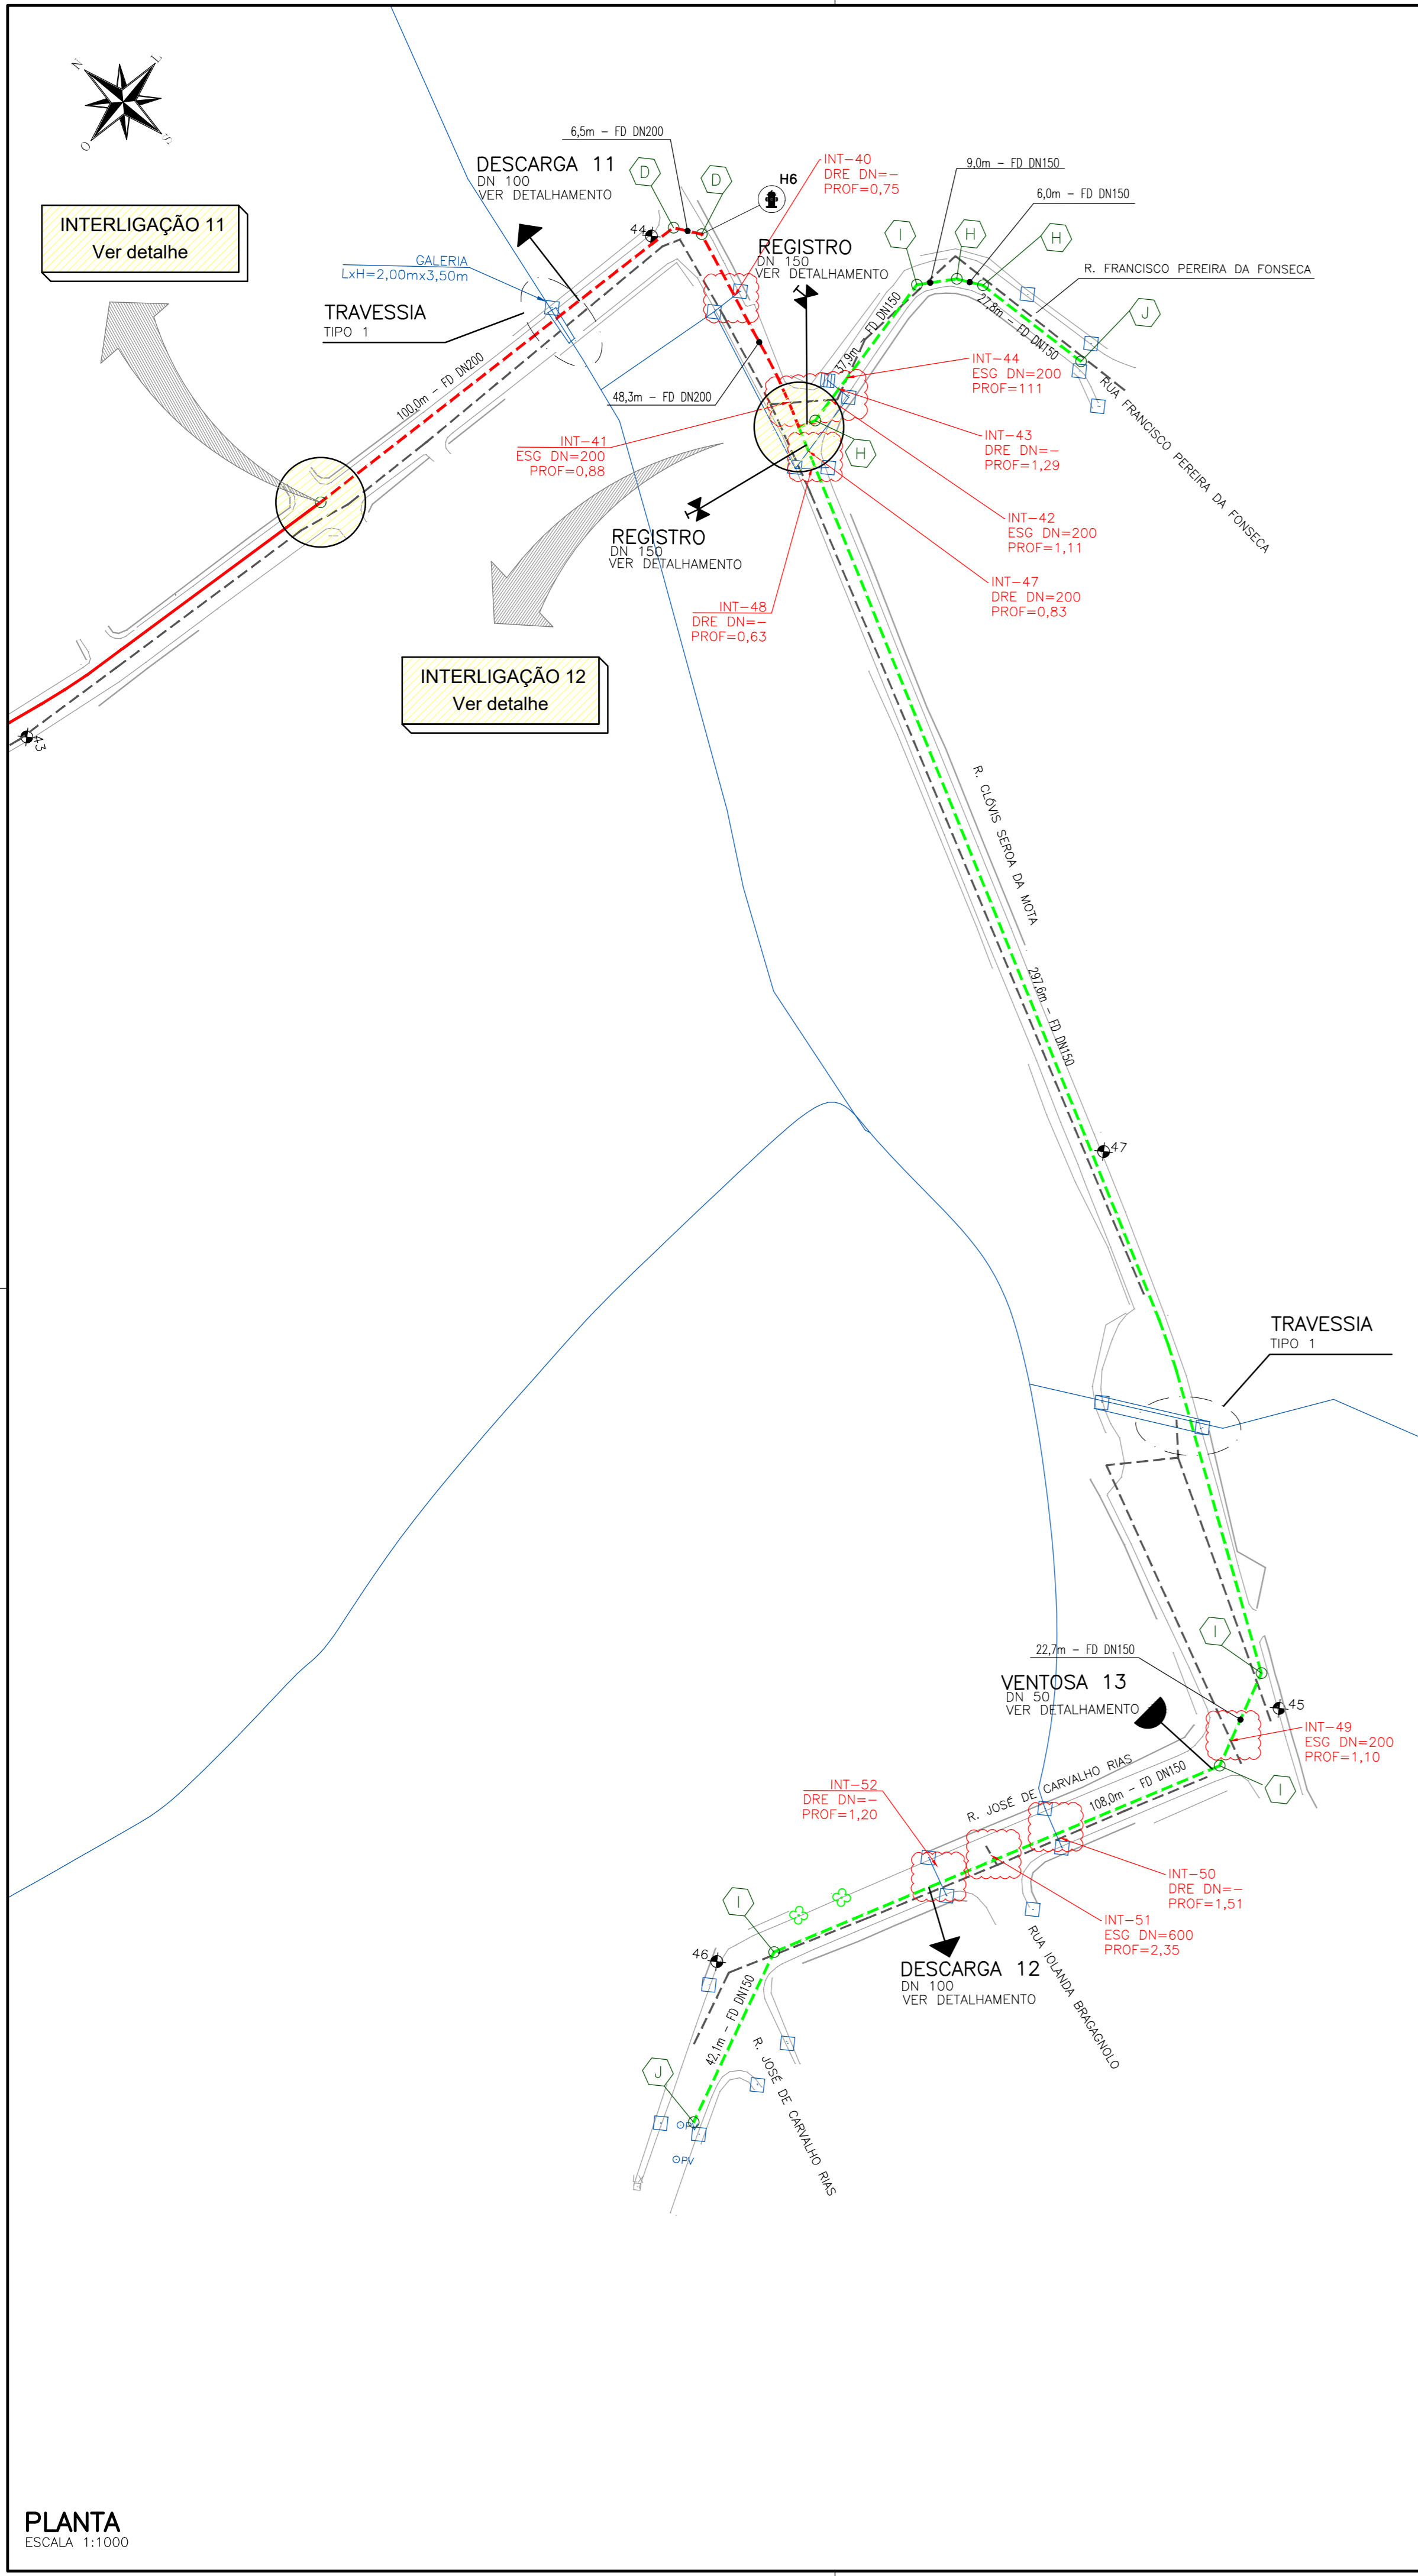 N
L
O
S
6,5m - FD DN200
DESCARGA 11
DN 100
VER DETALHAMENTO
D
D
H6
INT-40
DRE DN=-
PROF=0,75
9,0m - FD DN150
6,0m - FD DN150
INTERLIGAÇÃO 11
Ver detalhe
44
I
H
H
REGISTRO
DN 150
VER DETALHAMENTO
GALERIA
LxH=2,00mx3,50m
R. FRANCISCO PEREIRA DA FONSECA
TRAVESSIA
TIPO 1
27,8m - FD DN150
J
37,9m - FD DN150
100,0m - FD DN200
48,3m - FD DN200
INT-44
ESG DN=200
PROF=111
RUA FRANCISCO PEREIRA DA FONSECA
INT-41
ESG DN=200
PROF=0,88
INT-43
DRE DN=-
PROF=1,29
H
INT-42
ESG DN=200
PROF=1,11
REGISTRO
DN 150
VER DETALHAMENTO
INT-47
DRE DN=200
PROF=0,83
INT-48
DRE DN=-
PROF=0,63
INTERLIGAÇÃO 12
Ver detalhe
43
R. CLÓVIS SEROA DA MOTA
297,6m - FD DN150
47
TRAVESSIA
TIPO 1
I
22,7m - FD DN150
VENTOSA 13
DN 50
VER DETALHAMENTO
45
INT-49
ESG DN=200
PROF=1,10
R. JOSÉ DE CARVALHO RIAS
108,0m - FD DN150
I
INT-52
DRE DN=-
PROF=1,20
INT-50
DRE DN=-
PROF=1,51
I
INT-51
ESG DN=600
PROF=2,35
46
DESCARGA 12
DN 100
VER DETALHAMENTO
RUA IOLANDA BRAGAGNOLO
42,1m - FD DN150
R. JOSÉ DE CARVALHO RIAS
J
PV
PV
PLANTA
ESCALA 1:1000